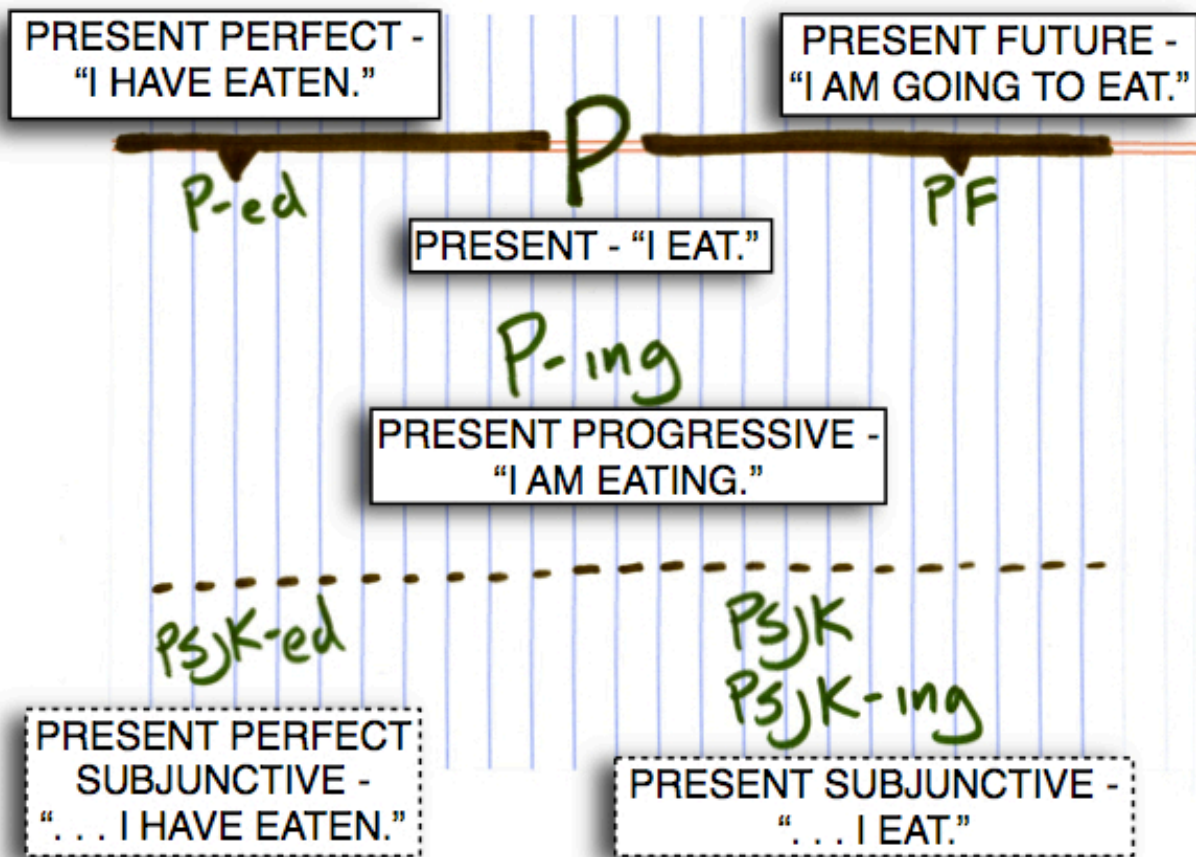 PRESENT PERFECT -
“I HAVE EATEN.”
PRESENT FUTURE -
“I AM GOING TO EAT.”
P
P-ed
PF
PRESENT - “I EAT.”
P-ing
PRESENT PROGRESSIVE -
“I AM EATING.”
PSJK-ed
PSJK
PSJK-ing
PRESENT PERFECT
SUBJUNCTIVE -
“. . . I HAVE EATEN.”
PRESENT SUBJUNCTIVE -
“. . . I EAT.”